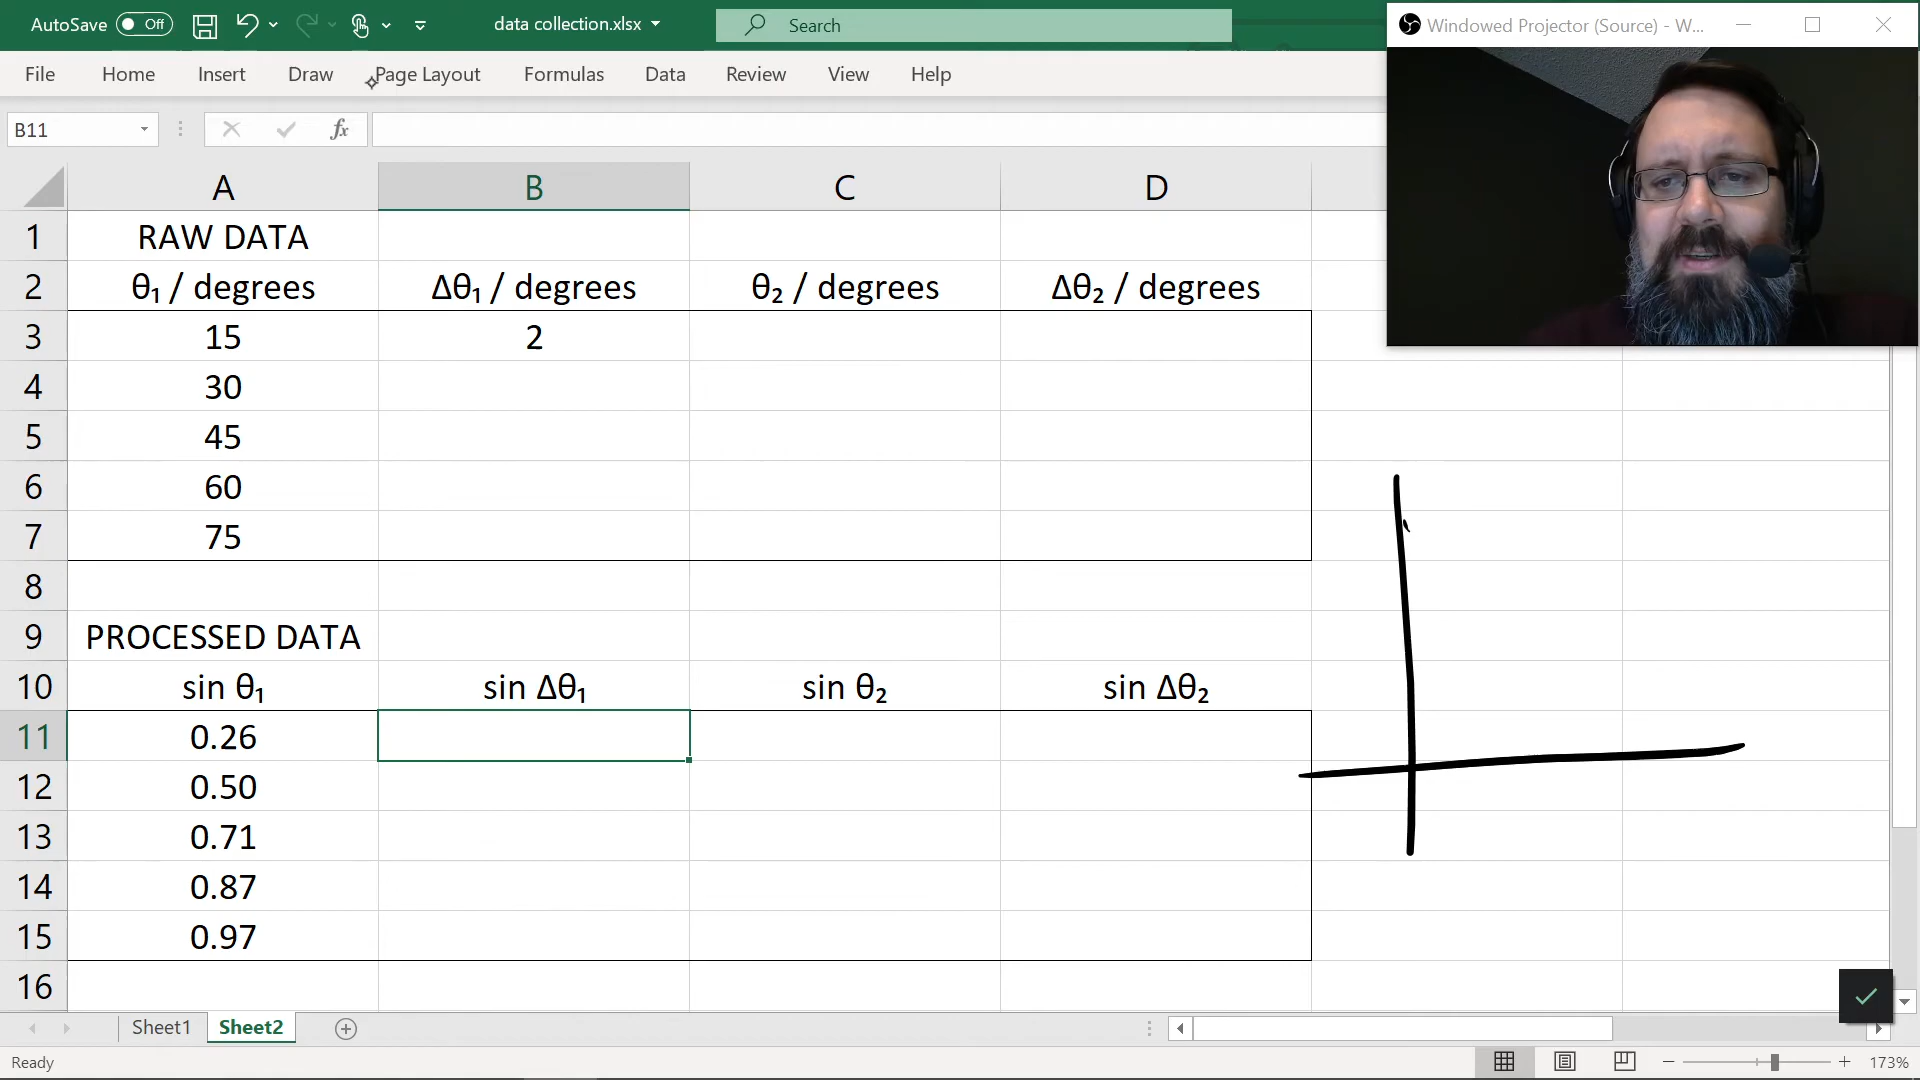 AutoSave Off data collection.xlsx Search
Windowed Projector (Source) - W...
File Home Insert Draw Page Layout Formulas Data Review View Help
B11 fx
A B C D
1 RAW DATA
2 θ₁ / degrees Δθ₁ / degrees θ₂ / degrees Δθ₂ / degrees
3 15 2
4 30
5 45
6 60
7 75
8
9 PROCESSED DATA
10 sin θ₁ sin Δθ₁ sin θ₂ sin Δθ₂
11 0.26
12 0.50
13 0.71
14 0.87
15 0.97
16
Sheet1 Sheet2
Ready 173%